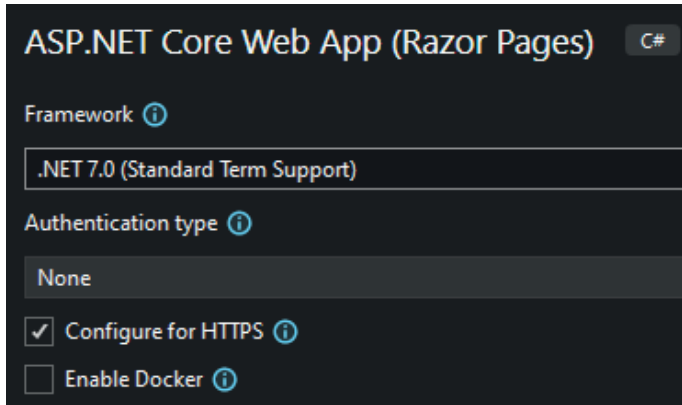 ASP.NET Core Web App (Razor Pages) C#
Framework
.NET 7.0 (Standard Term Support)
Authentication type
None
Configure for HTTPS
Enable Docker